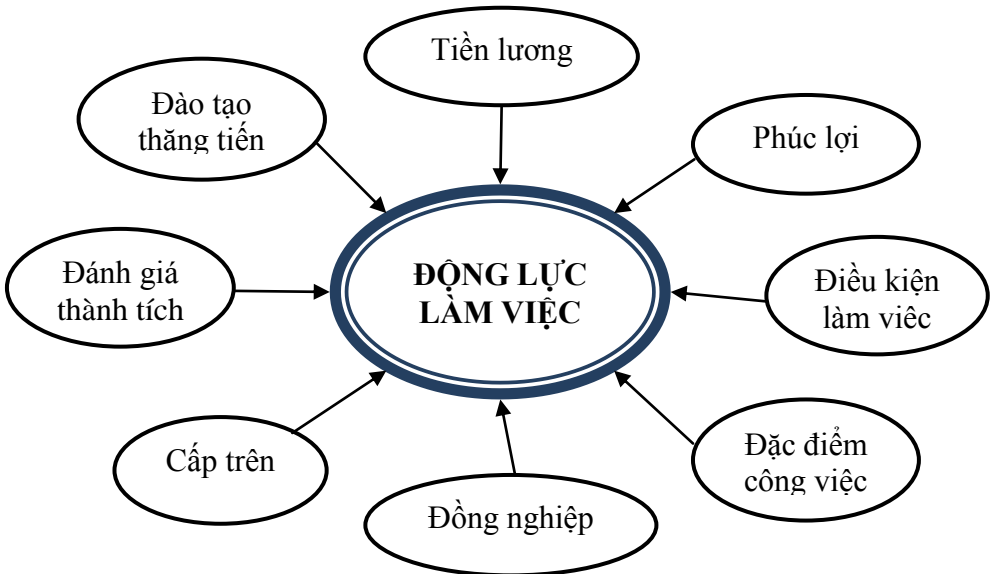 Tiền lương
Đào tạo
thăng tiến
Phúc lợi
Đánh giá
thành tích
ĐỘNG LỰC
LÀM VIỆC
Điều kiện
làm viêc
Cấp trên
Đặc điểm
công việc
Đồng nghiệp